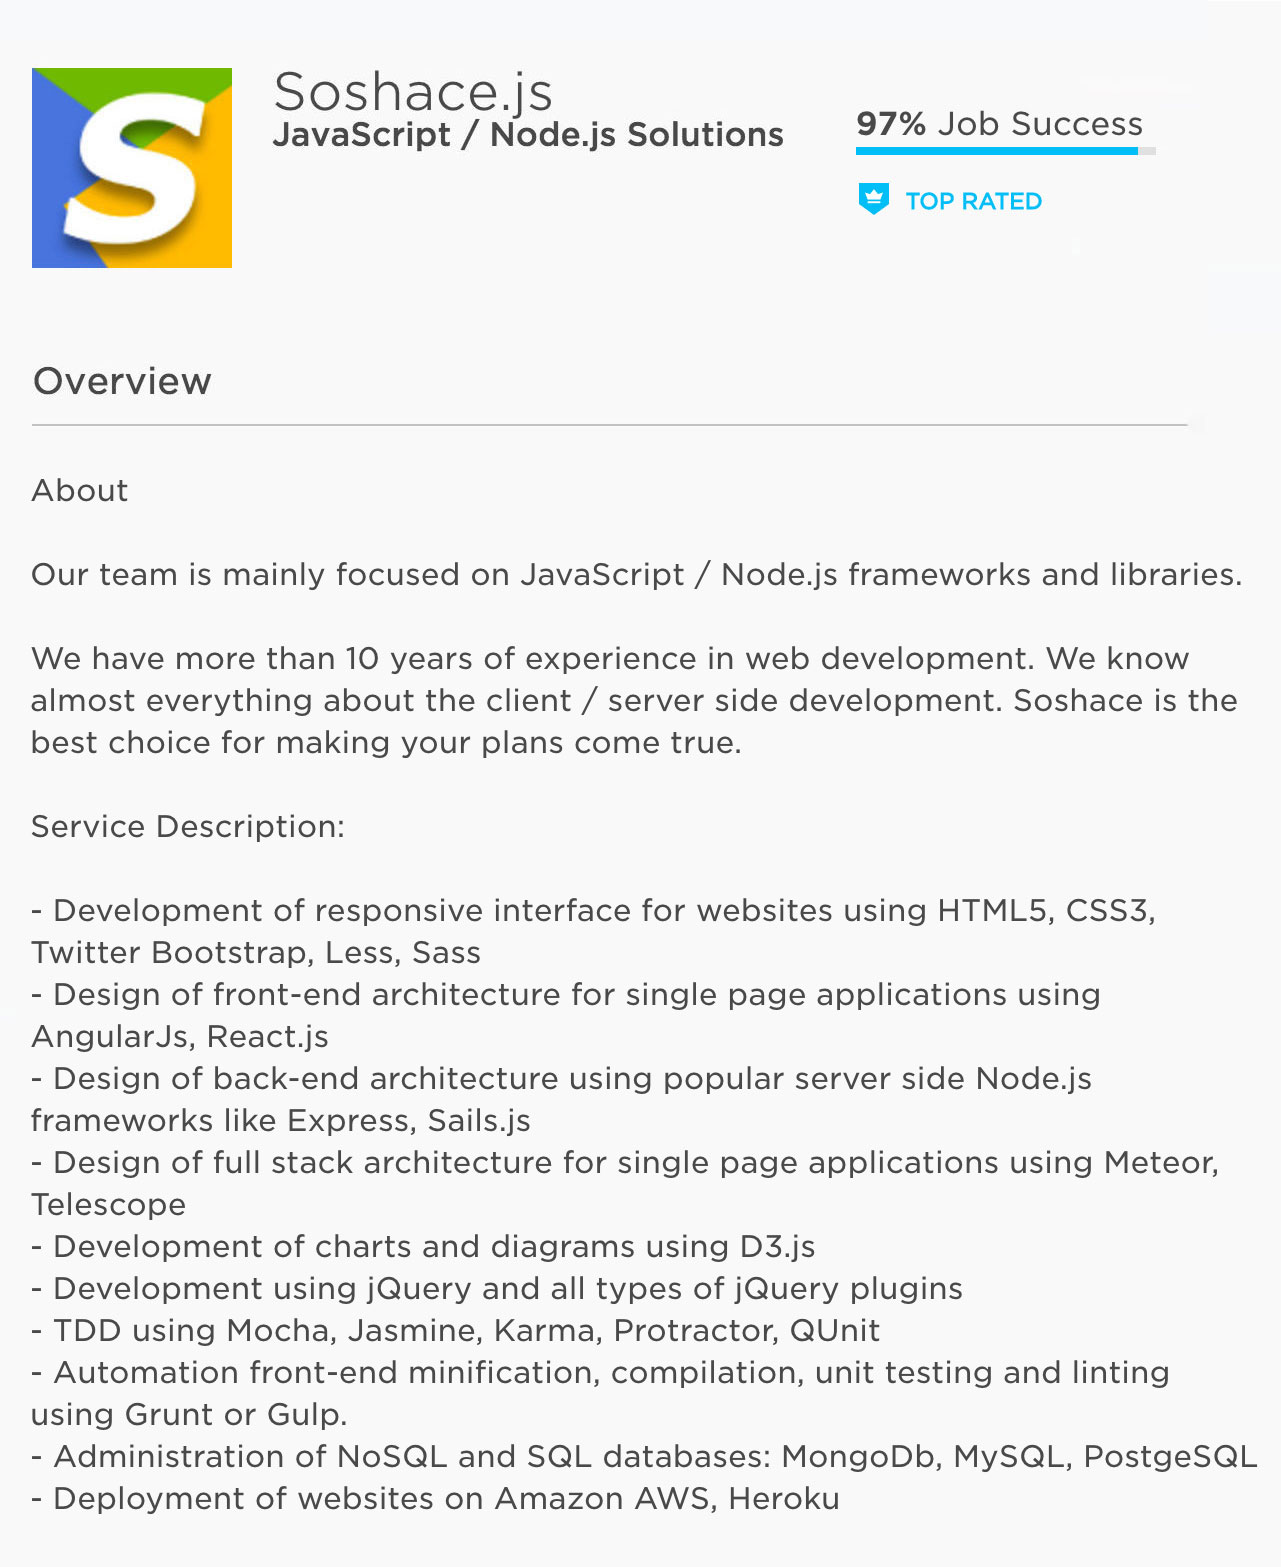 S
Soshace.js
JavaScript / Node.js Solutions
97% Job Success
TOP RATED
Overview
About
Our team is mainly focused on JavaScript / Node.js frameworks and libraries.
We have more than 10 years of experience in web development. We know
almost everything about the client / server side development. Soshace is the
best choice for making your plans come true.
Service Description:
- Development of responsive interface for websites using HTML5, CSS3,
Twitter Bootstrap, Less, Sass
- Design of front-end architecture for single page applications using
AngularJs, React.js
- Design of back-end architecture using popular server side Node.js
frameworks like Express, Sails.js
- Design of full stack architecture for single page applications using Meteor,
Telescope
- Development of charts and diagrams using D3.js
- Development using jQuery and all types of jQuery plugins
- TDD using Mocha, Jasmine, Karma, Protractor, QUnit
- Automation front-end minification, compilation, unit testing and linting
using Grunt or Gulp.
- Administration of NoSQL and SQL databases: MongoDb, MySQL, PostgeSQL
- Deployment of websites on Amazon AWS, Heroku